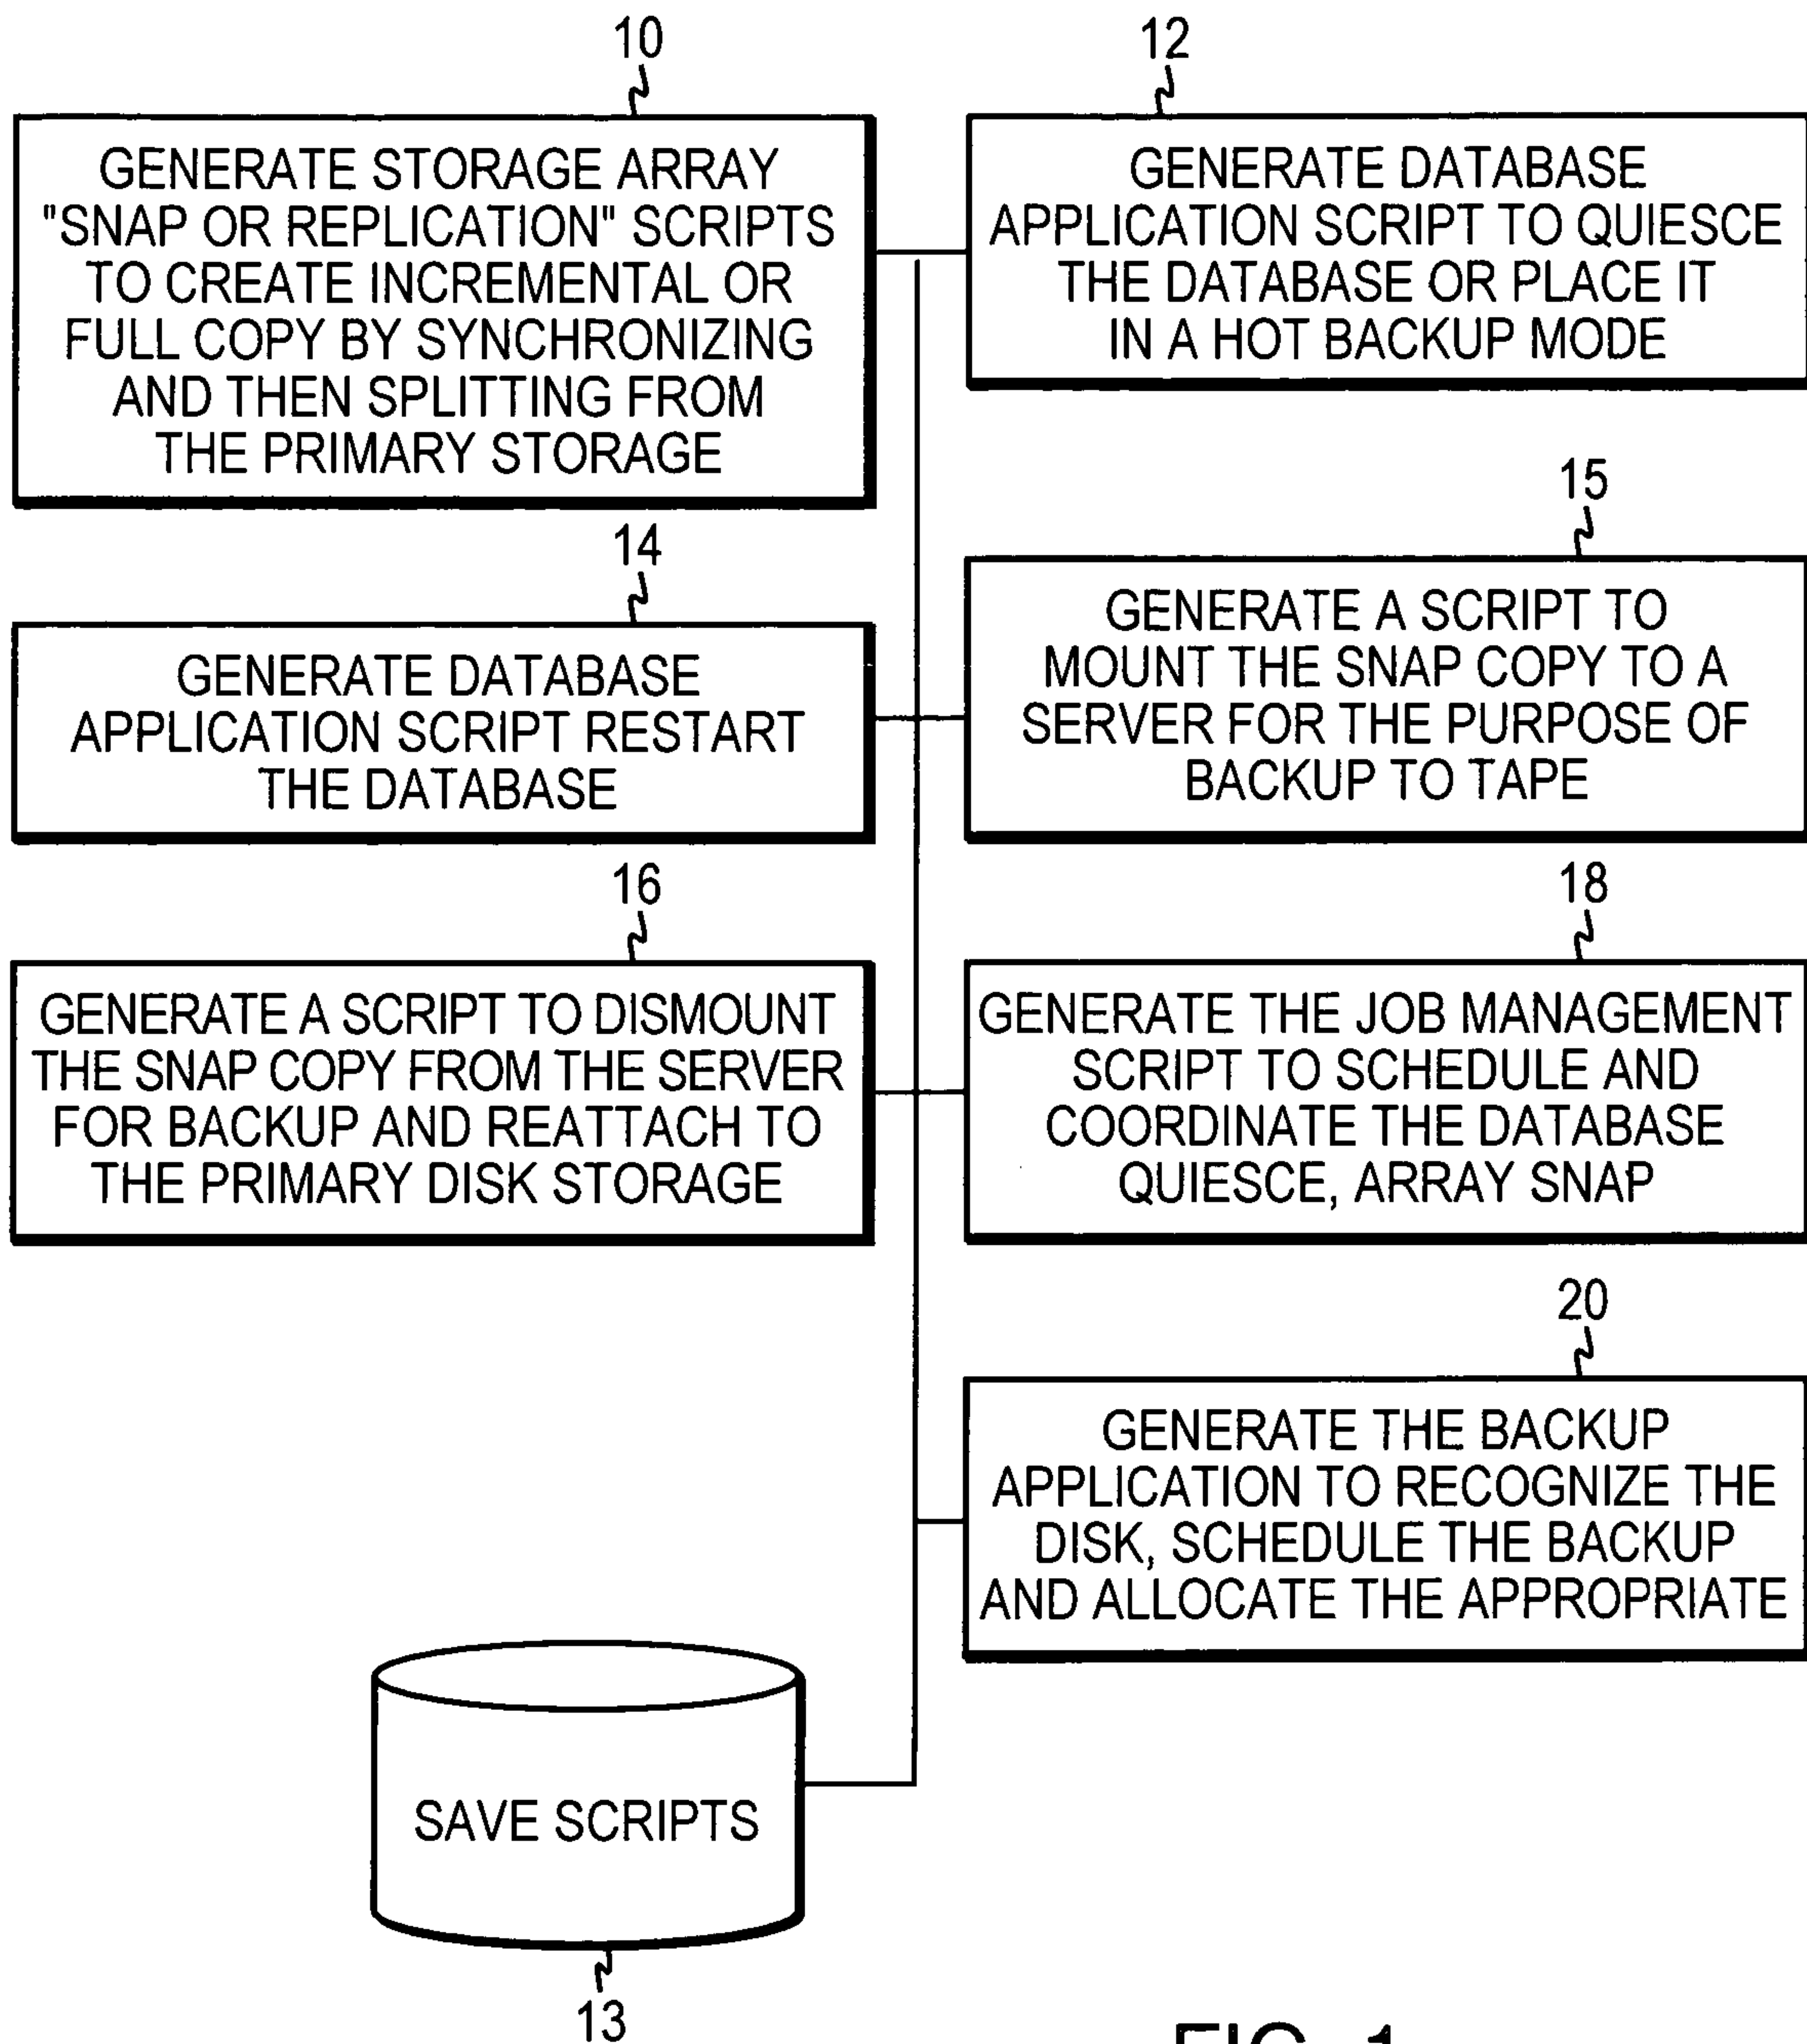 10
GENERATE STORAGE ARRAY
"SNAP OR REPLICATION" SCRIPTS
TO CREATE INCREMENTAL OR
FULL COPY BY SYNCHRONIZING
AND THEN SPLITTING FROM
THE PRIMARY STORAGE
12
GENERATE DATABASE
APPLICATION SCRIPT TO QUIESCE
THE DATABASE OR PLACE IT
IN A HOT BACKUP MODE
14
GENERATE DATABASE
APPLICATION SCRIPT RESTART
THE DATABASE
15
GENERATE A SCRIPT TO
MOUNT THE SNAP COPY TO A
SERVER FOR THE PURPOSE OF
BACKUP TO TAPE
16
GENERATE A SCRIPT TO DISMOUNT
THE SNAP COPY FROM THE SERVER
FOR BACKUP AND REATTACH TO
THE PRIMARY DISK STORAGE
18
GENERATE THE JOB MANAGEMENT
SCRIPT TO SCHEDULE AND
COORDINATE THE DATABASE
QUIESCE, ARRAY SNAP
20
GENERATE THE BACKUP
APPLICATION TO RECOGNIZE THE
DISK, SCHEDULE THE BACKUP
AND ALLOCATE THE APPROPRIATE
SAVE SCRIPTS
13
FIG. 1